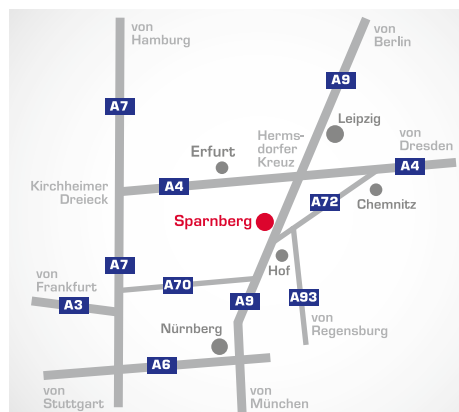 von
Hamburg
von
Berlin
A9
A7
Leipzig
Herms-
dorfer
Kreuz
von
Dresden
Erfurt
A4
Kirchheimer
Dreieck
A4
A72
Chemnitz
Sparnberg
A7
Hof
von
Frankfurt
A70
A3
A9
A93
von
Regensburg
Nürnberg
A6
von
Stuttgart
von
München